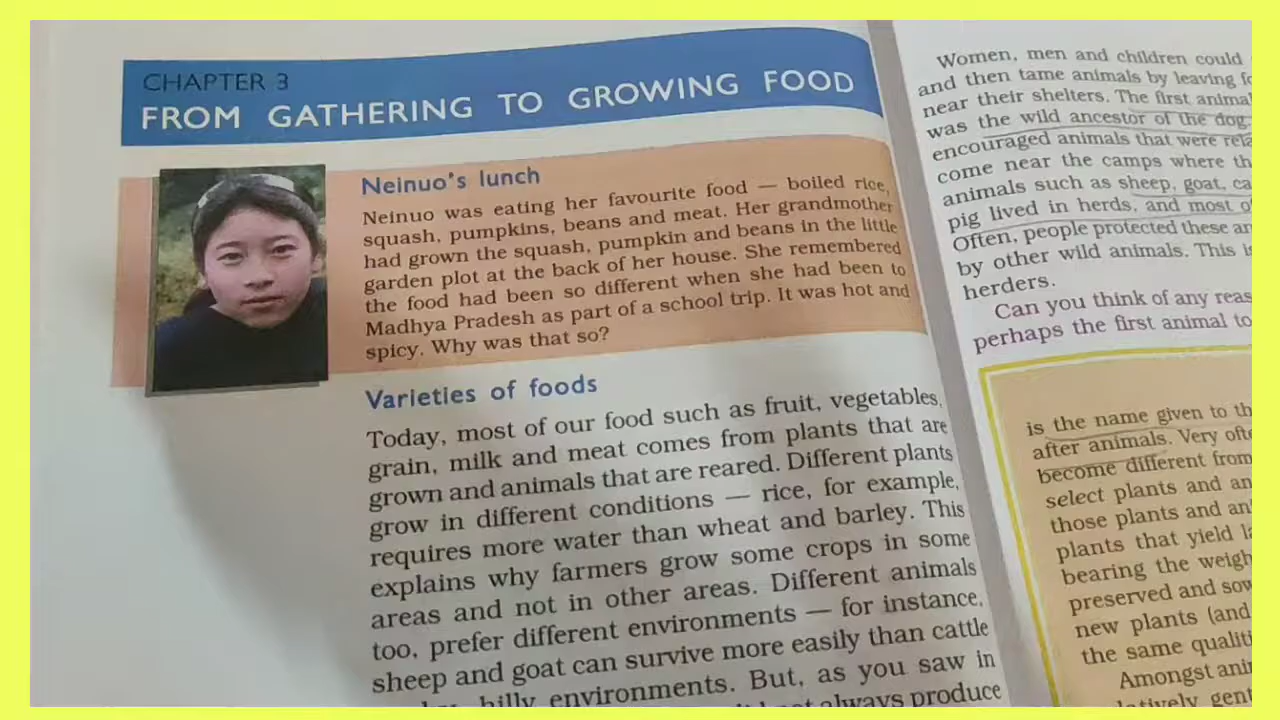 CHAPTER 3
FROM GATHERING TO GROWING FOOD
Neinuo's lunch
Neinuo was eating her favourite food — boiled rice,
squash, pumpkins, beans and meat. Her grandmother
had grown the squash, pumpkin and beans in the little
garden plot at the back of her house. She remembered
the food had been so different when she had been to
Madhya Pradesh as part of a school trip. It was hot and
spicy. Why was that so?
Varieties of foods
Today, most of our food such as fruit, vegetables,
grain, milk and meat comes from plants that are
grown and animals that are reared. Different plants
grow in different conditions — rice, for example,
requires more water than wheat and barley. This
explains why farmers grow some crops in some
areas and not in other areas. Different animals
too, prefer different environments — for instance,
sheep and goat can survive more easily than cattle
hilly environments. But, as you saw in
always produce
Women, men and children could
and then tame animals by leaving
near their shelters. The first
was the wild ancestor of the dog.
encouraged animals that were
come near the camps where
animals such as sheep, goat,
pig lived in herds, and most
Often, people protected these
by other wild animals. This
herders.
Can you think of any
perhaps the first animal to
is the name given to
after animals. Very
become different from
select plants and
those plants and
plants that yield
bearing the
preserved and
new plants (and
the same
Amongst